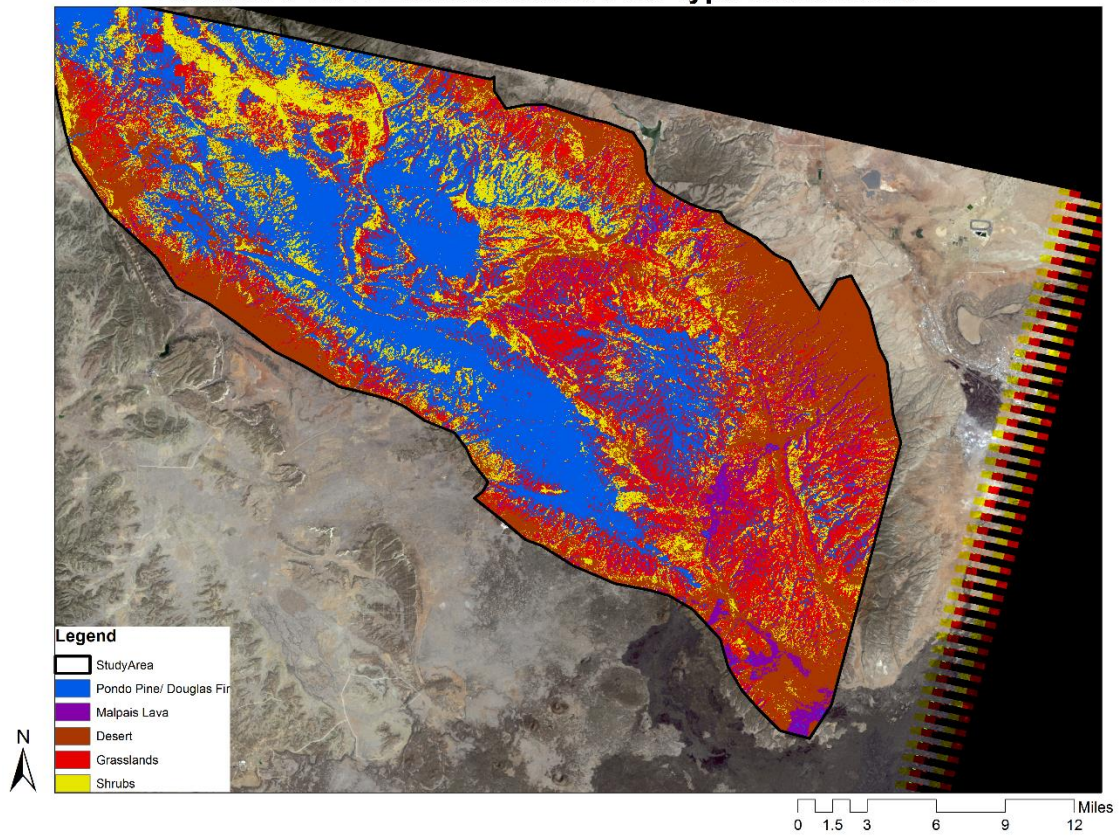 Legend
StudyArea
Pondo Pine/ Douglas Fir
Malpais Lava
Desert
Grasslands
Shrubs
N
Miles
0 1.5 3 6 9 12